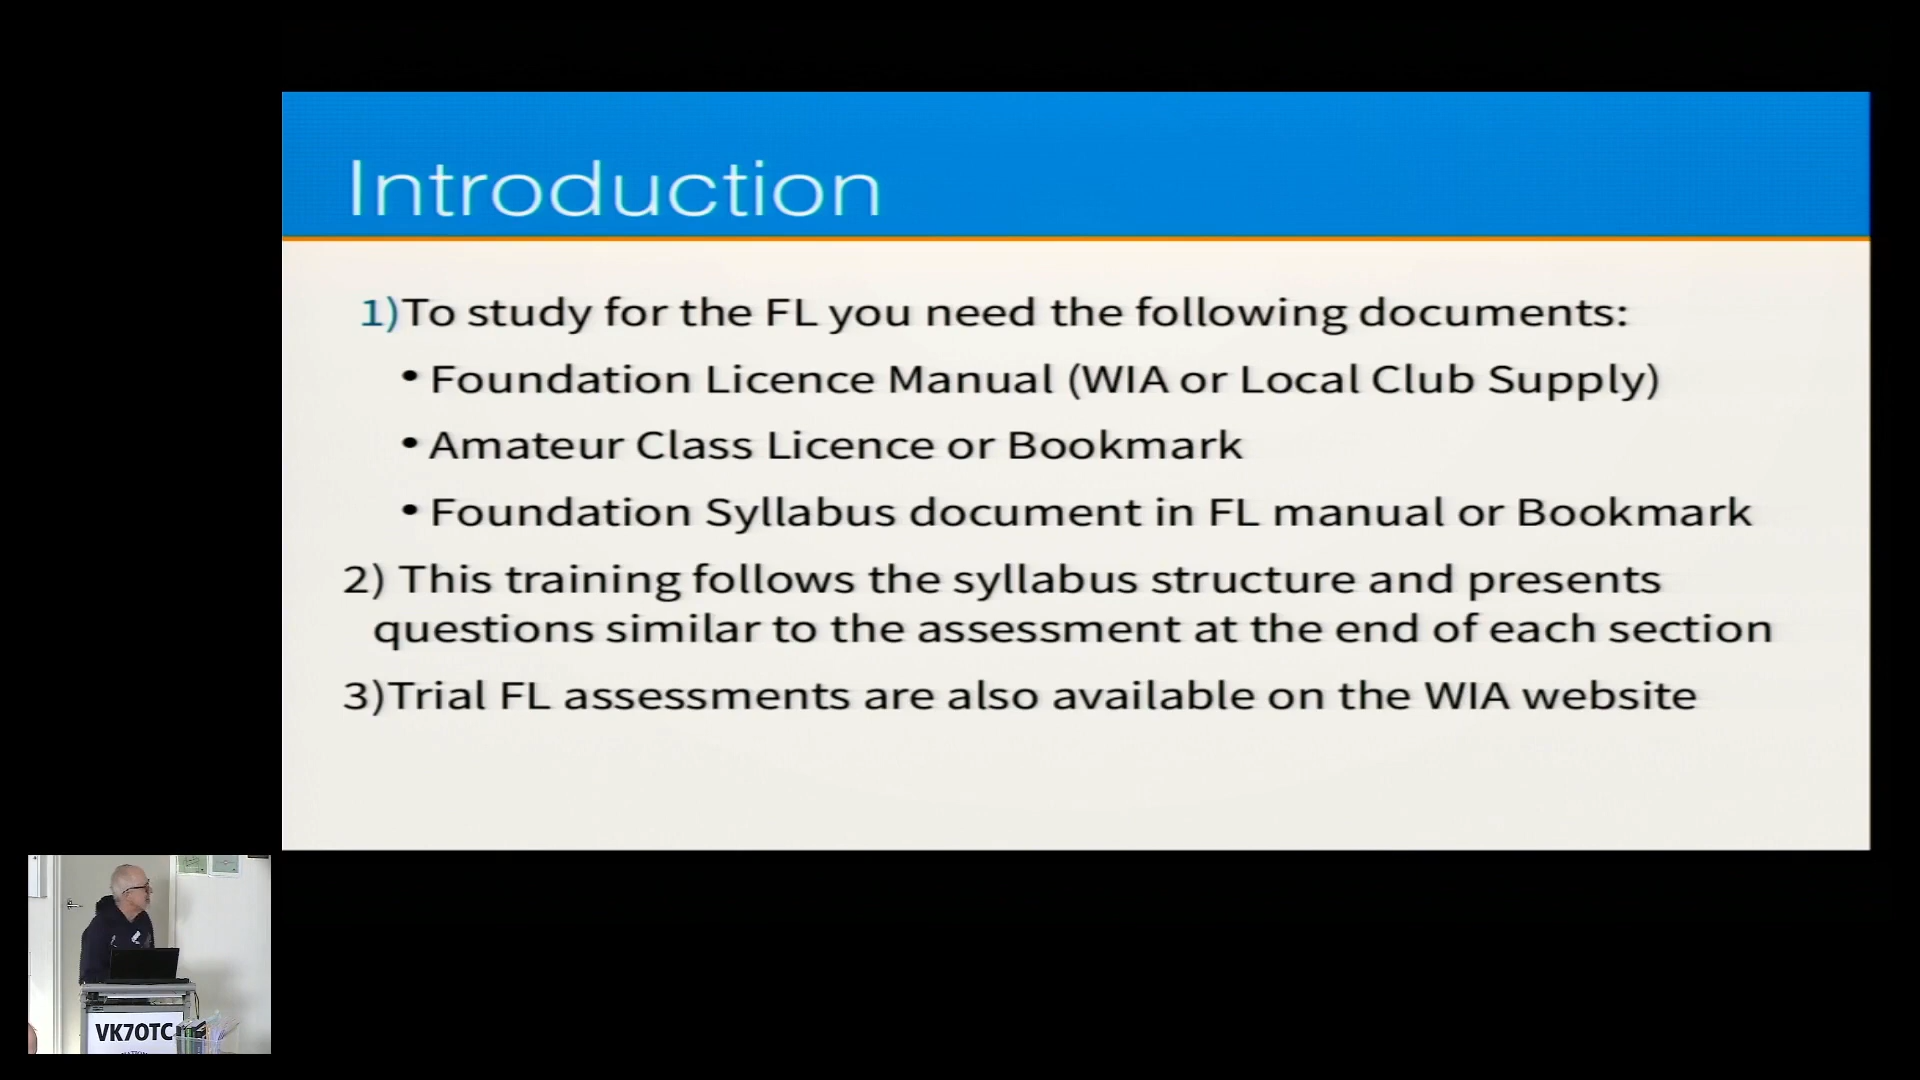 Introduction
1)To study for the FL you need the following documents:
• Foundation Licence Manual (WIA or Local Club Supply)
• Amateur Class Licence or Bookmark
• Foundation Syllabus document in FL manual or Bookmark
2) This training follows the syllabus structure and presents
questions similar to the assessment at the end of each section
3)Trial FL assessments are also available on the WIA website
VK7OTC